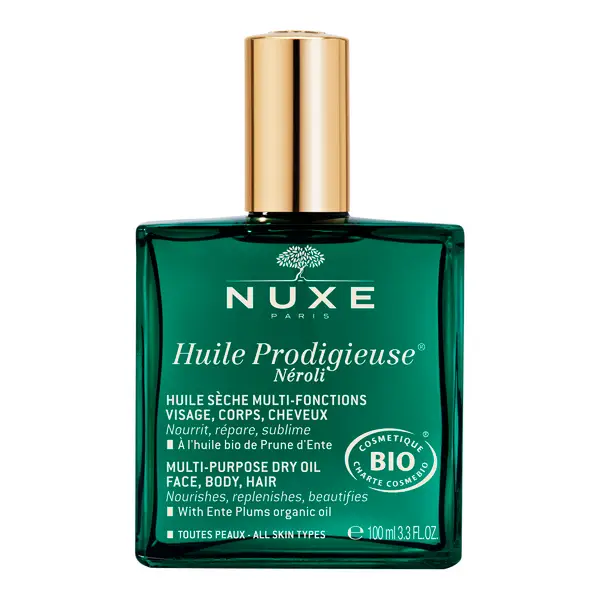 NUXE
PARIS
Huile Prodigieuse®
Néroli
HUILE SÈCHE MULTI-FONCTIONS
VISAGE, CORPS, CHEVEUX
Nourrit, répare, sublime
■ À l'huile bio de Prune d'Ente
MULTI-PURPOSE DRY OIL
FACE, BODY, HAIR
Nourishes, replenishes, beautifies
■ With Ente Plums organic oil
■ TOUTES PEAUX - ALL SKIN TYPES
COSMETIQUE
BIO
CHARTE COSMEBIO
℮ 100 ml 3.3 FL.OZ.